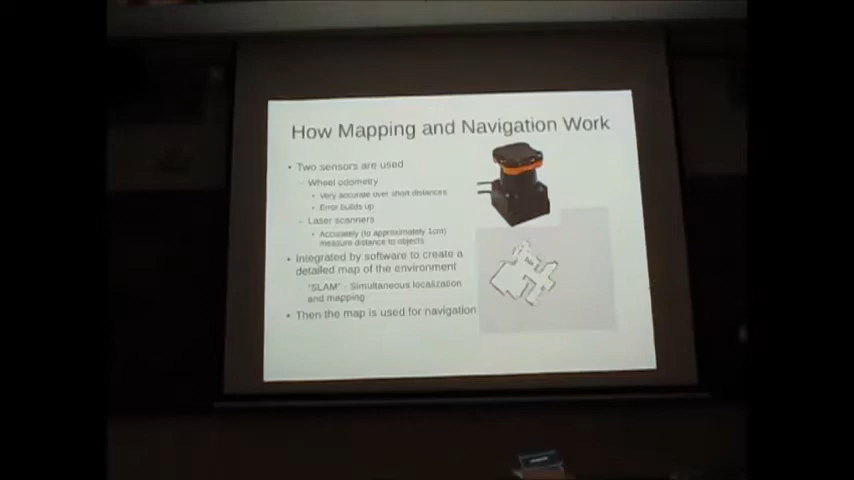 How Mapping and Navigation Work
• Two sensors are used
– Wheel odometry
• Very accurate over short distances
• Error builds up
– Laser scanners
• Accurately (to approximately 1cm)
measure distance to objects
• Integrated by software to create a
detailed map of the environment
– "SLAM" - Simultaneous localization
and mapping
• Then the map is used for navigation